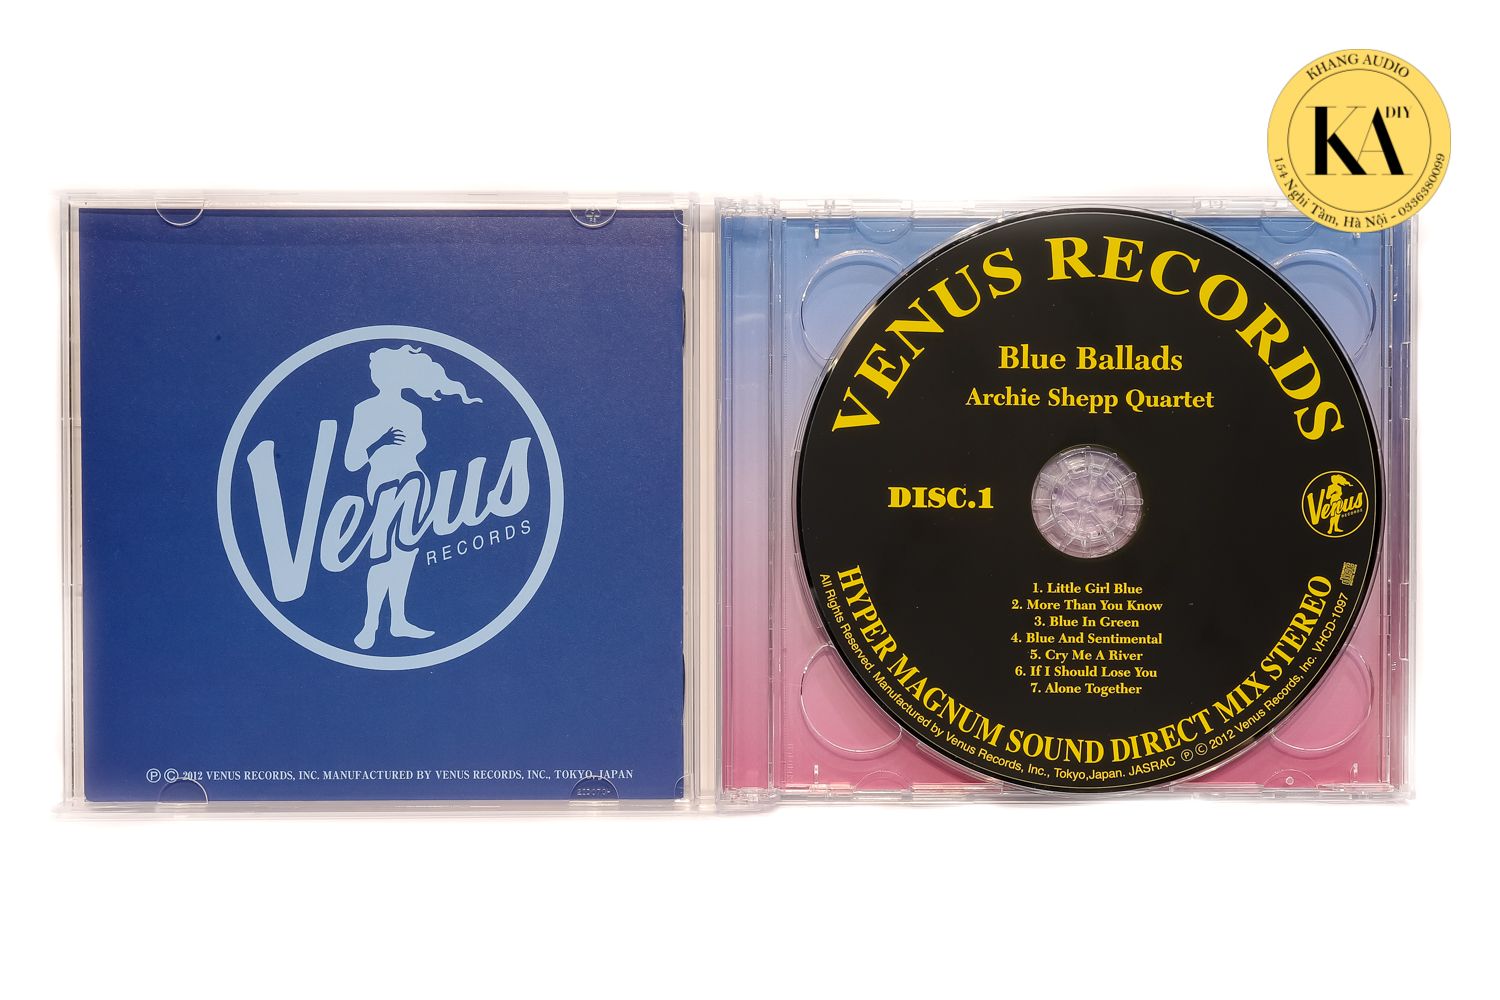 KHANG AUDIO
KA DIY
154 Nghi Tàm, Hà Nội - 0336380099
Venus
RECORDS
Ⓟ Ⓒ 2012 VENUS RECORDS, INC. MANUFACTURED BY VENUS RECORDS, INC., TOKYO, JAPAN
VENUS RECORDS
Blue Ballads
Archie Shepp Quartet
DISC.1
Venus
RECORDS
1. Little Girl Blue
2. More Than You Know
3. Blue In Green
4. Blue And Sentimental
5. Cry Me A River
6. If I Should Lose You
7. Alone Together
HYPER MAGNUM SOUND DIRECT MIX STEREO
All Rights Reserved. Manufactured by Venus Records, Inc., Tokyo,Japan. JASRAC Ⓟ Ⓒ 2012 Venus Records, Inc. VHCD-1097